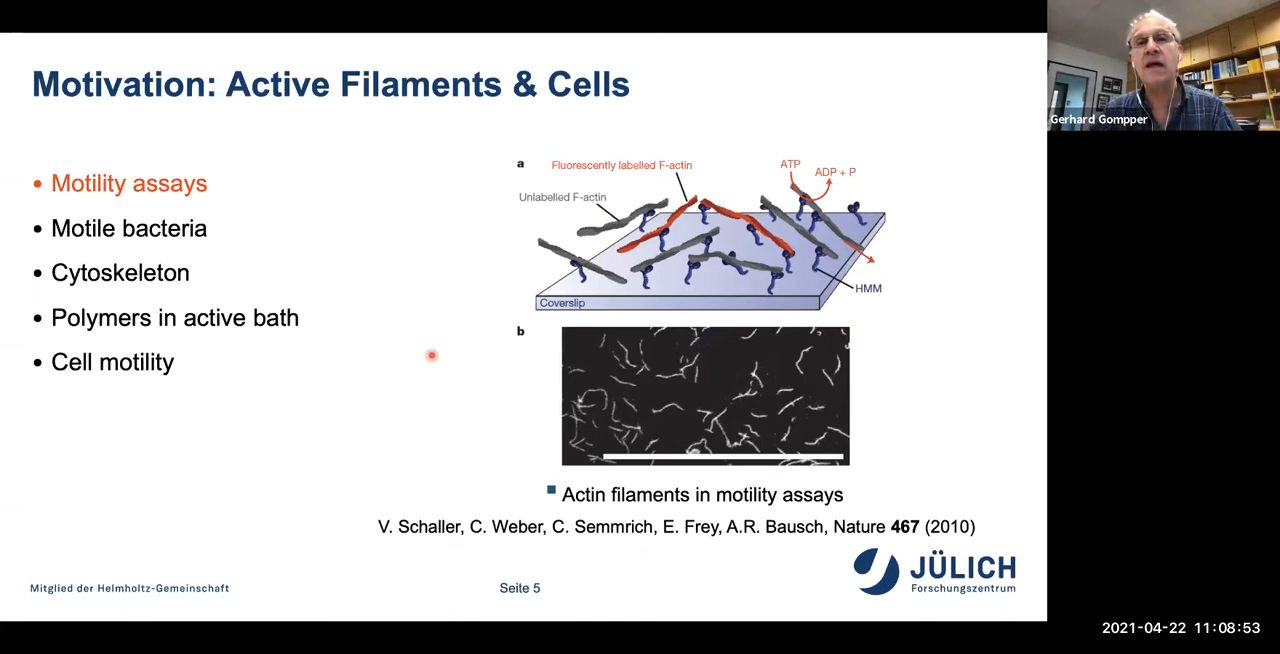 Motivation: Active Filaments & Cells
Gerhard Gompper
• Motility assays
• Motile bacteria
• Cytoskeleton
• Polymers in active bath
• Cell motility
a
Fluorescently labelled F-actin
ATP
ADP + P
Unlabelled F-actin
HMM
Coverslip
b
Actin filaments in motility assays
V. Schaller, C. Weber, C. Semmrich, E. Frey, A.R. Bausch, Nature 467 (2010)
JÜLICH
Forschungszentrum
Mitglied der Helmholtz-Gemeinschaft
Seite 5
2021-04-22 11:08:53